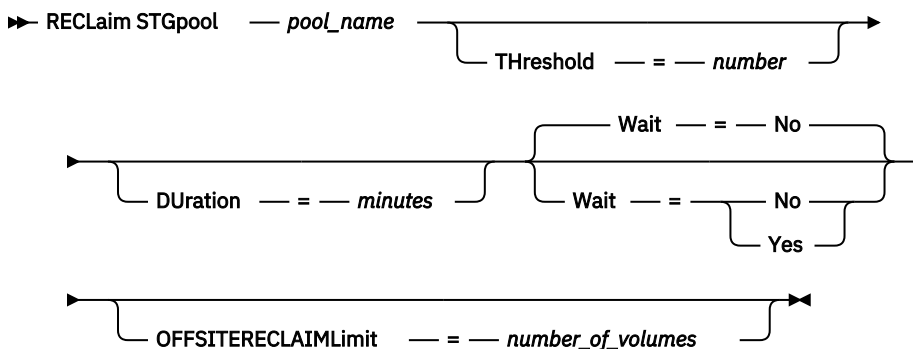 RECLaim STGpool pool_name
THreshold = number
Wait = No
DUration = minutes Wait = No
Yes
OFFSITERECLAIMLimit = number_of_volumes